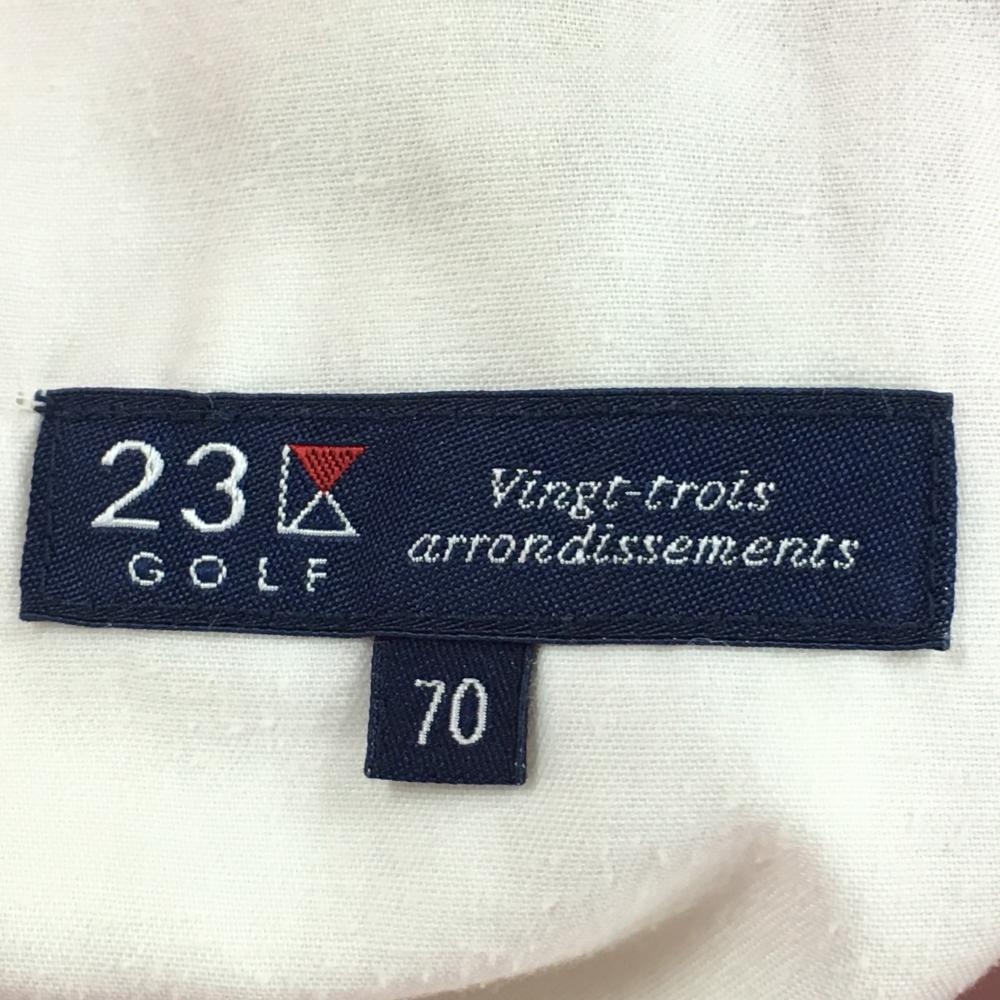 23
GOLF
Vingt-trois
arrondissements
70